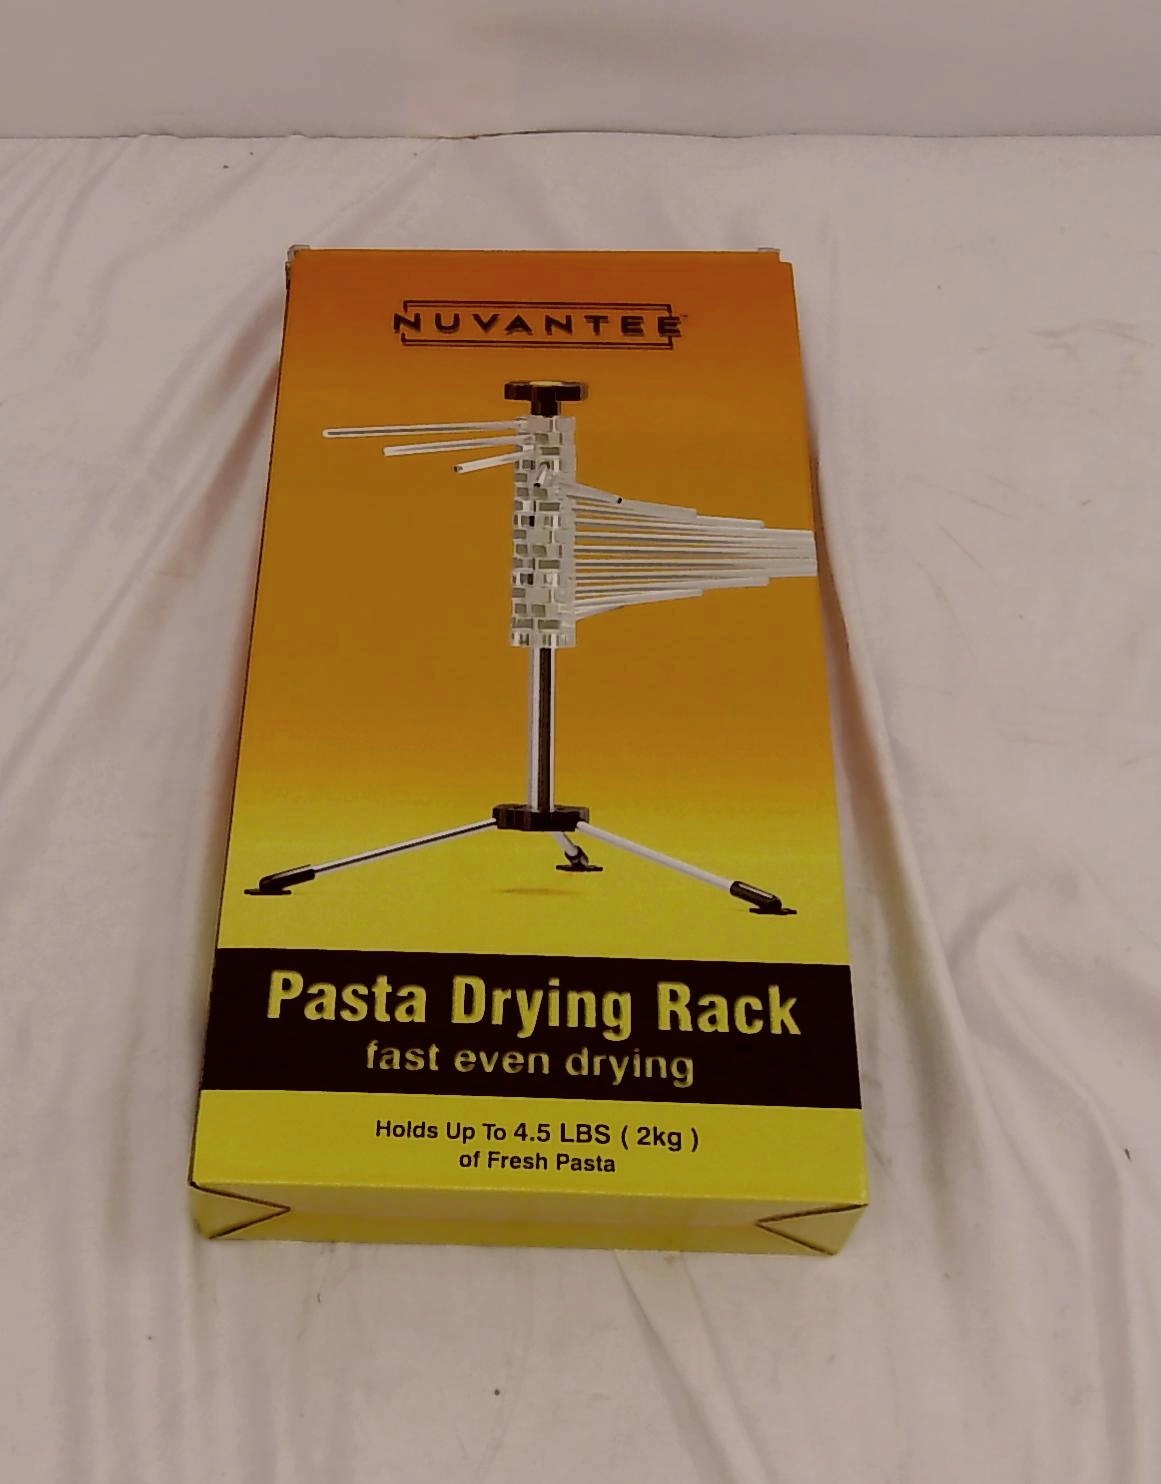 NUVANTEE
Pasta Drying Rack
fast even drying
Holds Up To 4.5 LBS ( 2kg )
of Fresh Pasta